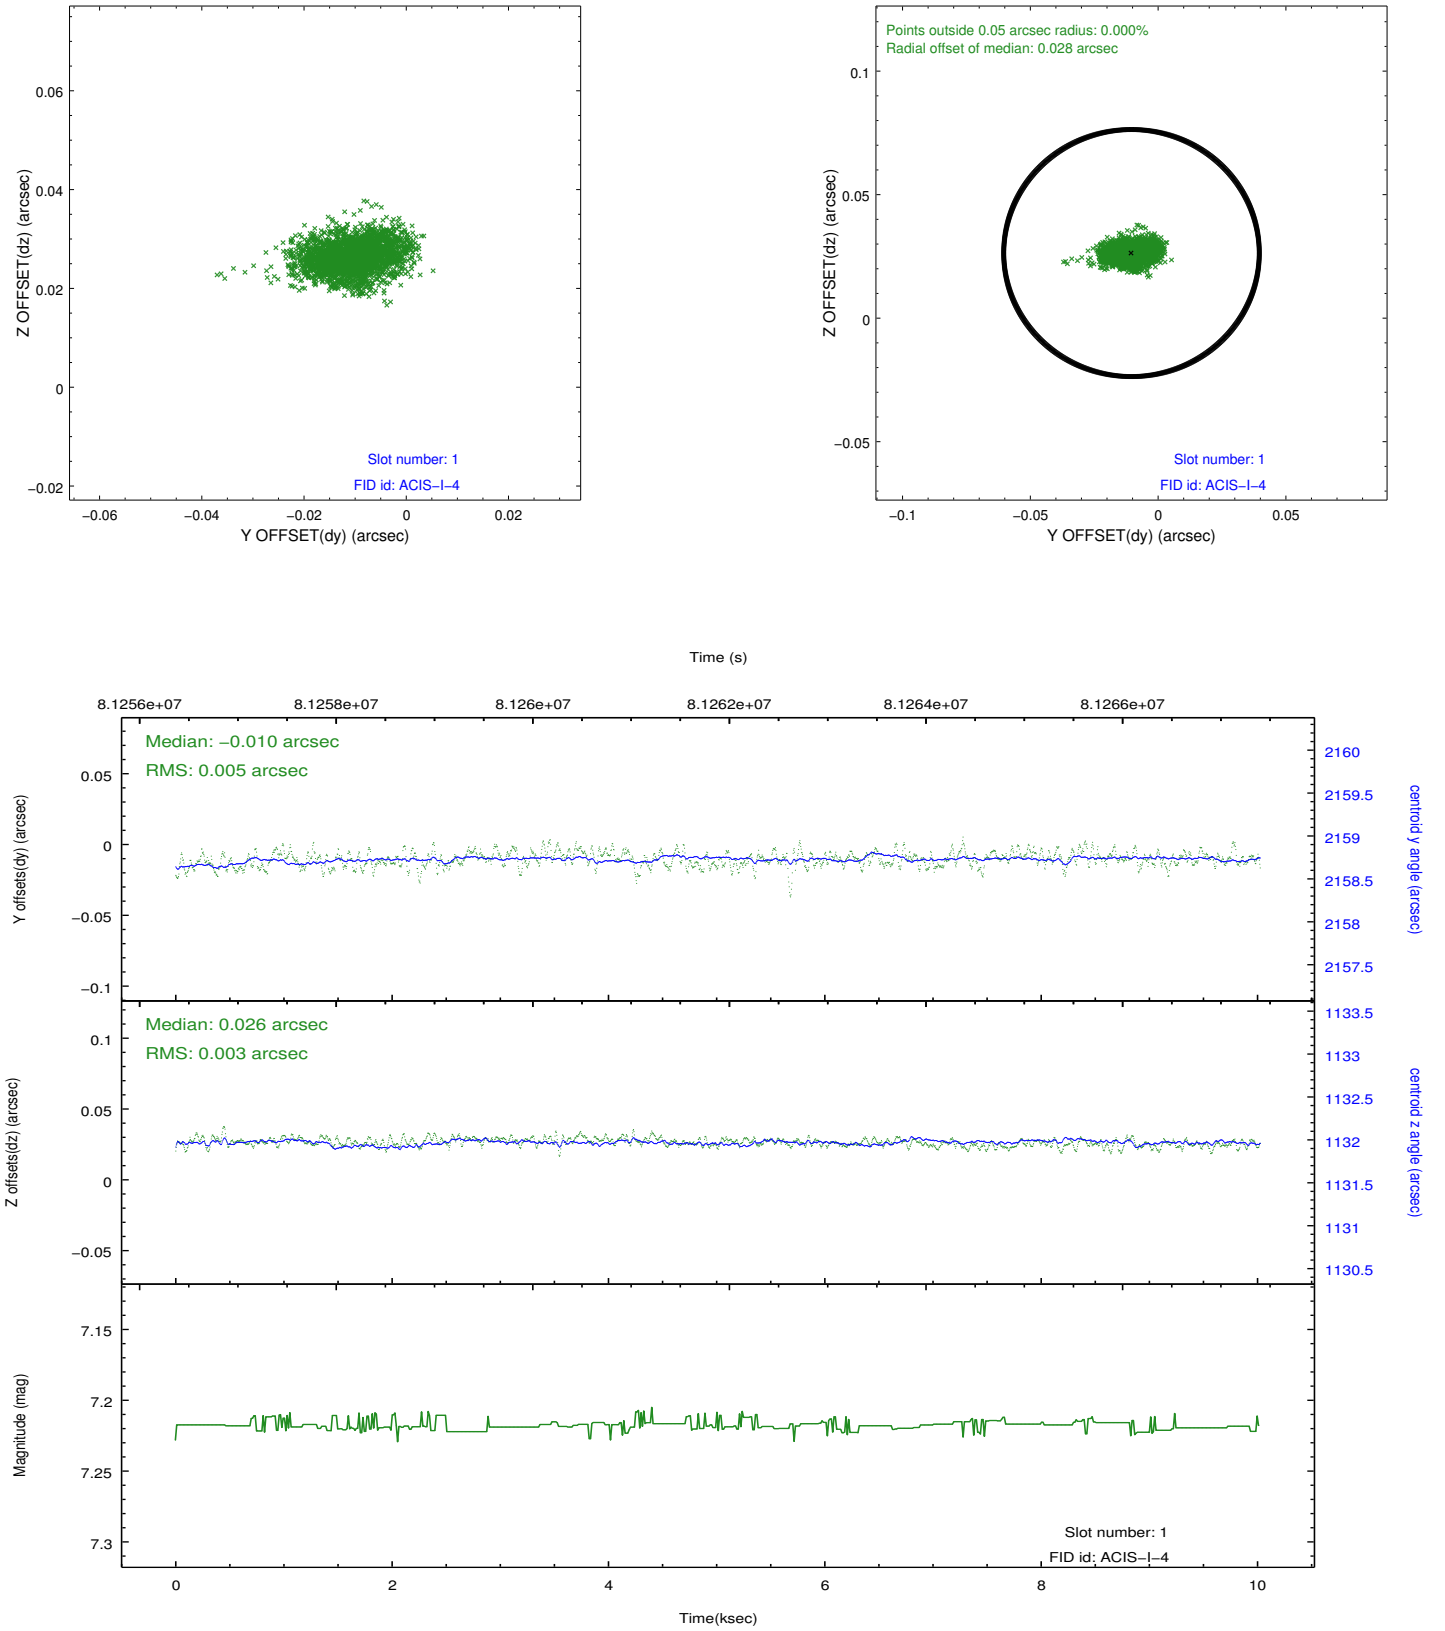 0.06
0.04
0.02
0
−0.02
−0.06
−0.04
−0.02
0
0.02
Z OFFSET(dz) (arcsec)
Y OFFSET(dy) (arcsec)
Slot number: 1
FID id: ACIS−I−4
Points outside 0.05 arcsec radius: 0.000%
Radial offset of median: 0.028 arcsec
0.1
0.05
0
−0.05
−0.1
−0.05
0
0.05
Z OFFSET(dz) (arcsec)
Y OFFSET(dy) (arcsec)
Slot number: 1
FID id: ACIS−I−4
Time (s)
8.1256e+07
8.1258e+07
8.126e+07
8.1262e+07
8.1264e+07
8.1266e+07
Median: −0.010 arcsec
RMS: 0.005 arcsec
0.05
0
−0.05
−0.1
Y offsets(dy) (arcsec)
2160
2159.5
2159
2158.5
2158
2157.5
centroid y angle (arcsec)
Median: 0.026 arcsec
RMS: 0.003 arcsec
0.1
0.05
0
−0.05
Z offsets(dz) (arcsec)
1133.5
1133
1132.5
1132
1131.5
1131
1130.5
centroid z angle (arcsec)
7.15
7.2
7.25
7.3
Magnitude (mag)
Slot number: 1
FID id: ACIS−I−4
0
2
4
6
8
10
Time(ksec)